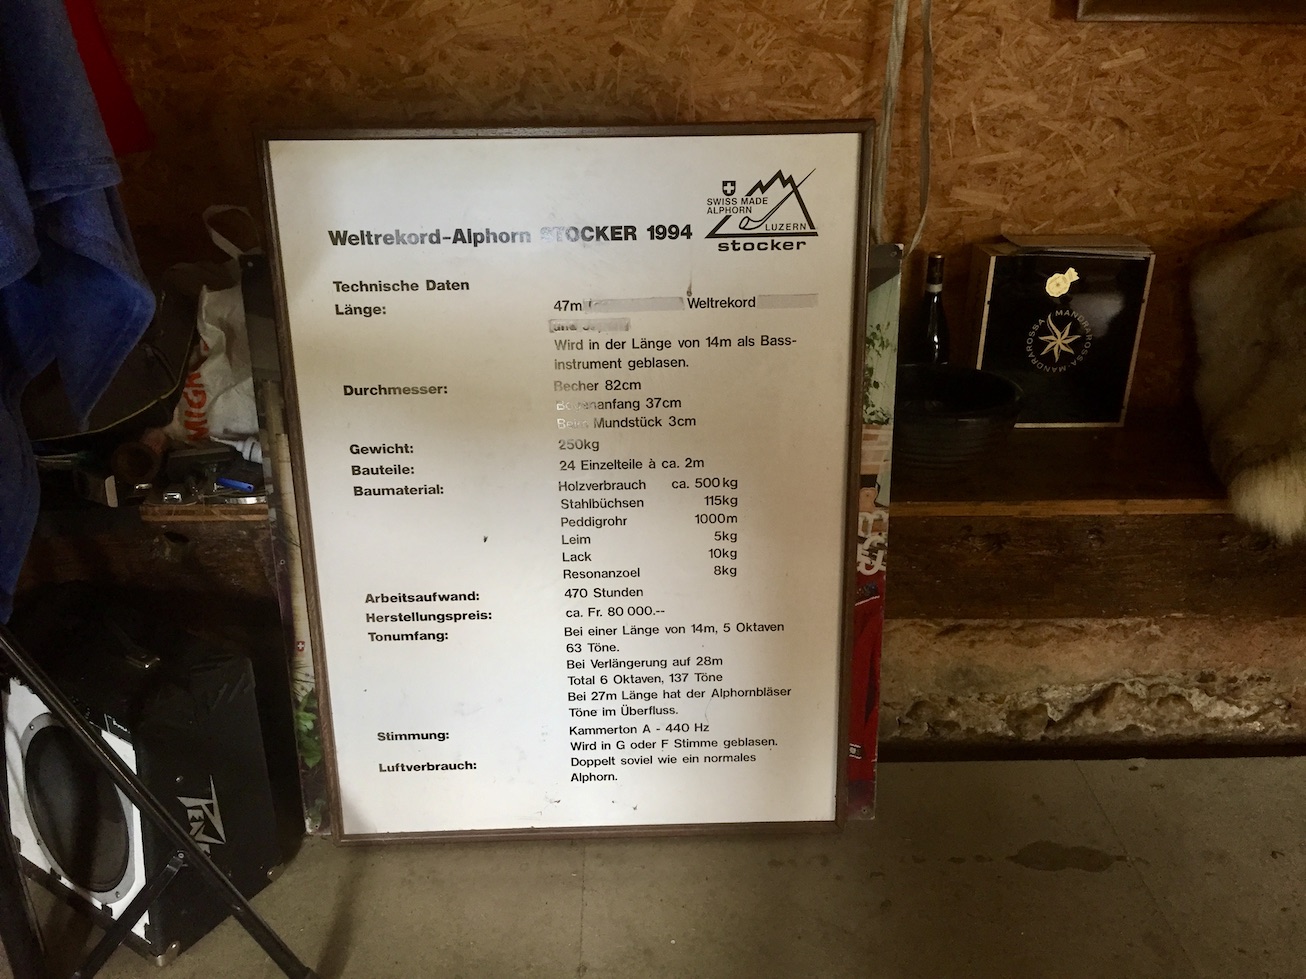 SWISS MADE
ALPHORN
LUZERN
stocker
Weltrekord-Alphorn STOCKER 1994
Technische Daten
Länge: 47m Weltrekord
Wird in der Länge von 14m als Bass-
instrument geblasen.
Durchmesser: Becher 82cm
37cm
Beim Mundstück 3cm
Gewicht: 250kg
Bauteile: 24 Einzelteile à ca. 2m
Baumaterial: Holzverbrauch ca. 500kg
Stahlbüchsen 115kg
Peddigrohr 1000m
Leim 5kg
Lack 10kg
Resonanzoel 8kg
Arbeitsaufwand: 470 Stunden
Herstellungspreis: ca. Fr. 80 000.--
Tonumfang: Bei einer Länge von 14m, 5 Oktaven
63 Töne.
Bei Verlängerung auf 28m
Total 6 Oktaven, 137 Töne
Bei 27m Länge hat der Alphornbläser
Töne im Überfluss.
Stimmung: Kammerton A - 440 Hz
Wird in G oder F Stimme geblasen.
Luftverbrauch: Doppelt soviel wie ein normales
Alphorn.
MANDRAROSSA MANDRAROSSA